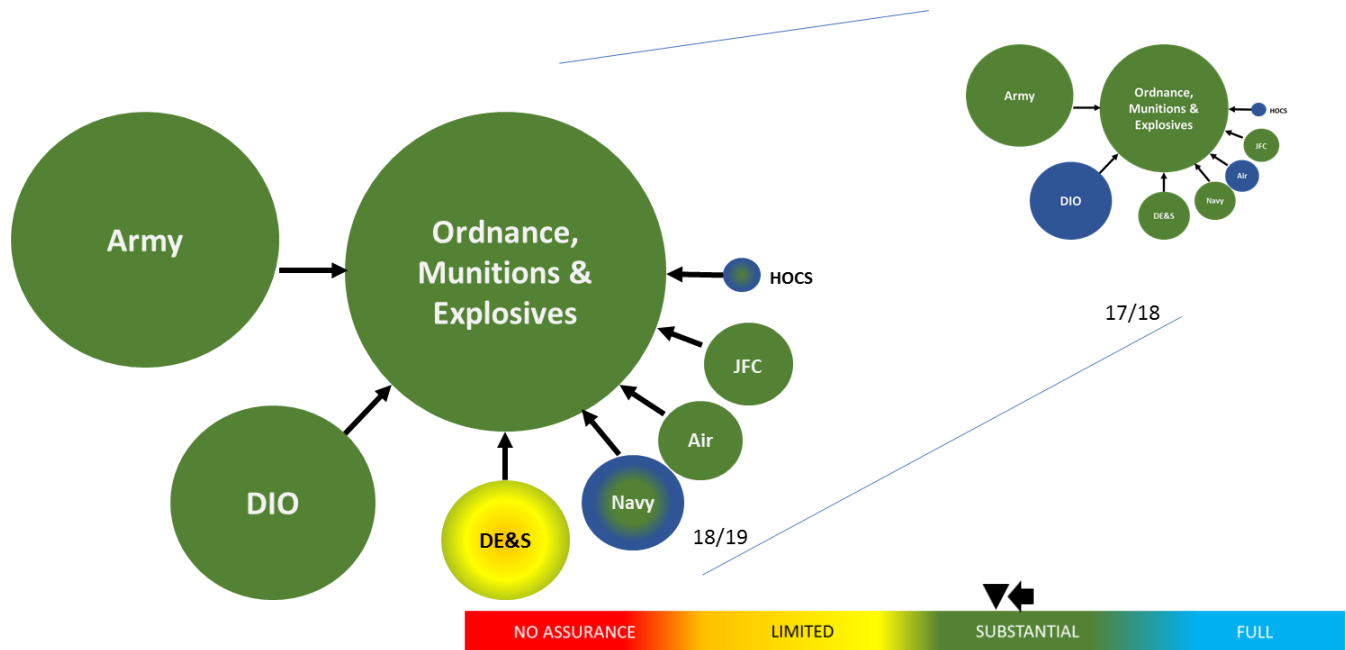 Army
Ordnance,
Munitions &
Explosives
HOCS
JFC
Air
Navy
DE&S
DIO
18/19
Army
Ordnance,
Munitions &
Explosives
HOCS
JFC
Air
Navy
DE&S
DIO
17/18
NO ASSURANCE
LIMITED
SUBSTANTIAL
FULL